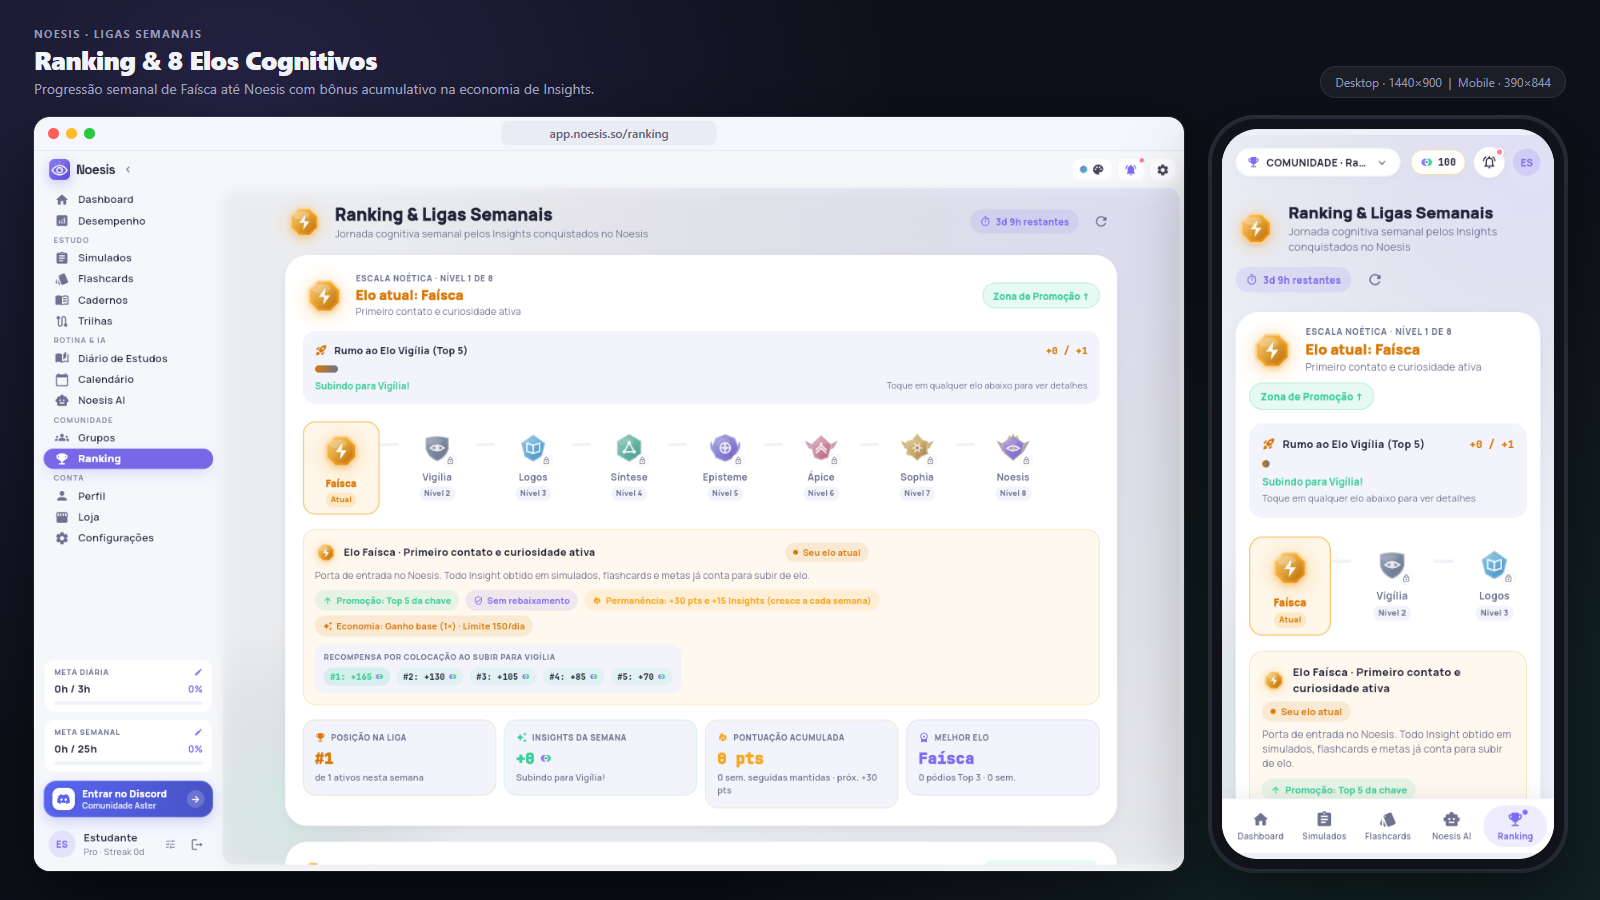 NOESIS · LIGAS SEMANAIS
Ranking & 8 Elos Cognitivos
Progressão semanal de Faísca até Noesis com bônus acumulativo na economia de Insights.
Desktop · 1440×900 | Mobile · 390×844
app.noesis.so/ranking
Noesis
Dashboard
Desempenho
ESTUDO
Simulados
Flashcards
Cadernos
Trilhas
ROTINA & IA
Diário de Estudos
Calendário
Noesis AI
COMUNIDADE
Grupos
Ranking
CONTA
Perfil
Loja
Configurações
META DIÁRIA
0h / 3h 0%
META SEMANAL
0h / 25h 0%
Entrar no Discord
Comunidade Aster
ES
Estudante
Pro · Streak 0d
Ranking & Ligas Semanais
Jornada cognitiva semanal pelos Insights conquistados no Noesis
3d 9h restantes
ESCALA NOÉTICA · NÍVEL 1 DE 8
Elo atual: Faísca
Primeiro contato e curiosidade ativa
Zona de Promoção ↑
Rumo ao Elo Vigília (Top 5) +0 / +1
Subindo para Vigília! Toque em qualquer elo abaixo para ver detalhes
Faísca Vigília Logos Síntese Episteme Ápice Sophia Noesis
Atual Nível 2 Nível 3 Nível 4 Nível 5 Nível 6 Nível 7 Nível 8
Elo Faísca · Primeiro contato e curiosidade ativa
Seu elo atual
Porta de entrada no Noesis. Todo Insight obtido em simulados, flashcards e metas já conta para subir de elo.
↑ Promoção: Top 5 da chave Sem rebaixamento Permanência: +30 pts e +15 Insights (cresce a cada semana)
Economia: Ganho base (1×) · Limite 150/dia
RECOMPENSA POR COLOCAÇÃO AO SUBIR PARA VIGÍLIA
#1: +165 #2: +130 #3: +105 #4: +85 #5: +70
POSIÇÃO NA LIGA
#1
de 1 ativos nesta semana
INSIGHTS DA SEMANA
+0
Subindo para Vigília!
PONTUAÇÃO ACUMULADA
0 pts
0 sem. seguidas mantidas · próx. +30
pts
MELHOR ELO
Faísca
0 pódios Top 3 · 0 sem.
COMUNIDADE · Ra...
100
ES
Ranking & Ligas Semanais
Jornada cognitiva semanal pelos Insights
conquistados no Noesis
3d 9h restantes
ESCALA NOÉTICA · NÍVEL 1 DE 8
Elo atual: Faísca
Primeiro contato e curiosidade ativa
Zona de Promoção ↑
Rumo ao Elo Vigília (Top 5) +0 / +1
Subindo para Vigília!
Toque em qualquer elo abaixo para ver detalhes
Faísca Vigília Logos
Atual Nível 2 Nível 3
Elo Faísca · Primeiro contato e
curiosidade ativa
Seu elo atual
Porta de entrada no Noesis. Todo Insight obtido em
simulados, flashcards e metas já conta para subir
de elo.
↑ Promoção: Top 5 da chave
Dashboard Simulados Flashcards Noesis AI Ranking